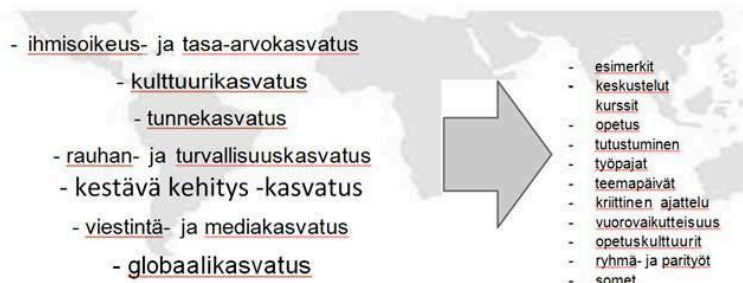 - ihmisoikeus- ja tasa-arvokasvatus
- kulttuurikasvatus
- tunnekasvatus
- rauhan- ja turvallisuuskasvatus
- kestävä kehitys -kasvatus
- viestintä- ja mediakasvatus
- globaalikasvatus
- esimerkit
- keskustelut
kurssit
- opetus
- tutustuminen
- työpajat
- teemapäivät
- kriittinen ajattelu
- vuorovaikutteisuus
- opetuskulttuurit
- ryhmä- ja parityöt
- somet